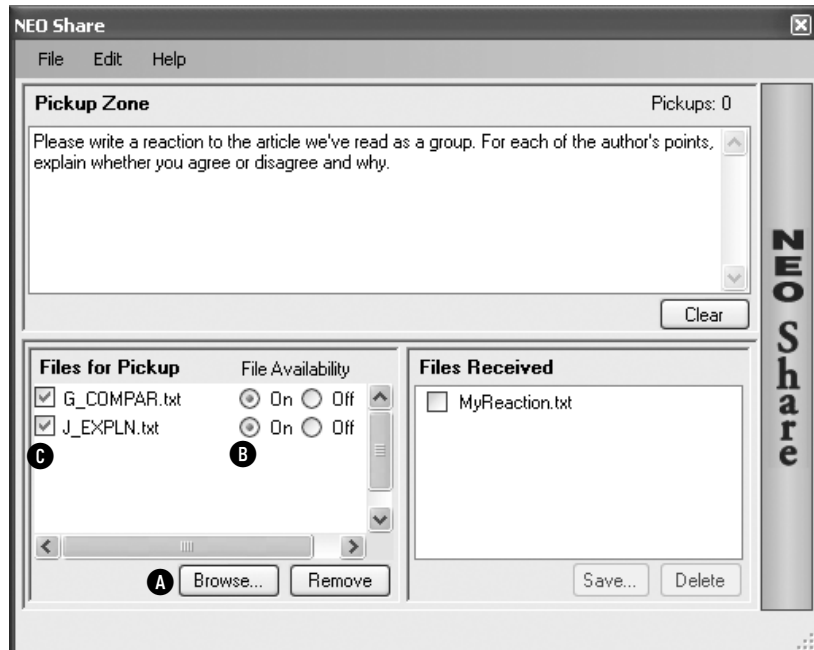 NEO Share
File Edit Help
Pickup Zone Pickups: 0
Please write a reaction to the article we've read as a group. For each of the author's points,
explain whether you agree or disagree and why.
Clear
NEO Share
Files for Pickup File Availability
G_COMPAR.txt On Off
J_EXPLN.txt On Off
C B
A Browse... Remove
Files Received
MyReaction.txt
Save... Delete